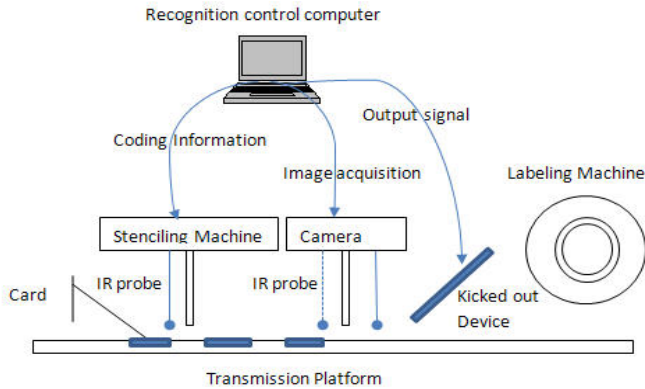 Recognition control computer
Output signal
Coding Information
Image acquisition
Labeling Machine
Stenciling Machine
Camera
IR probe
IR probe
Card
Kicked out
Device
Transmission Platform